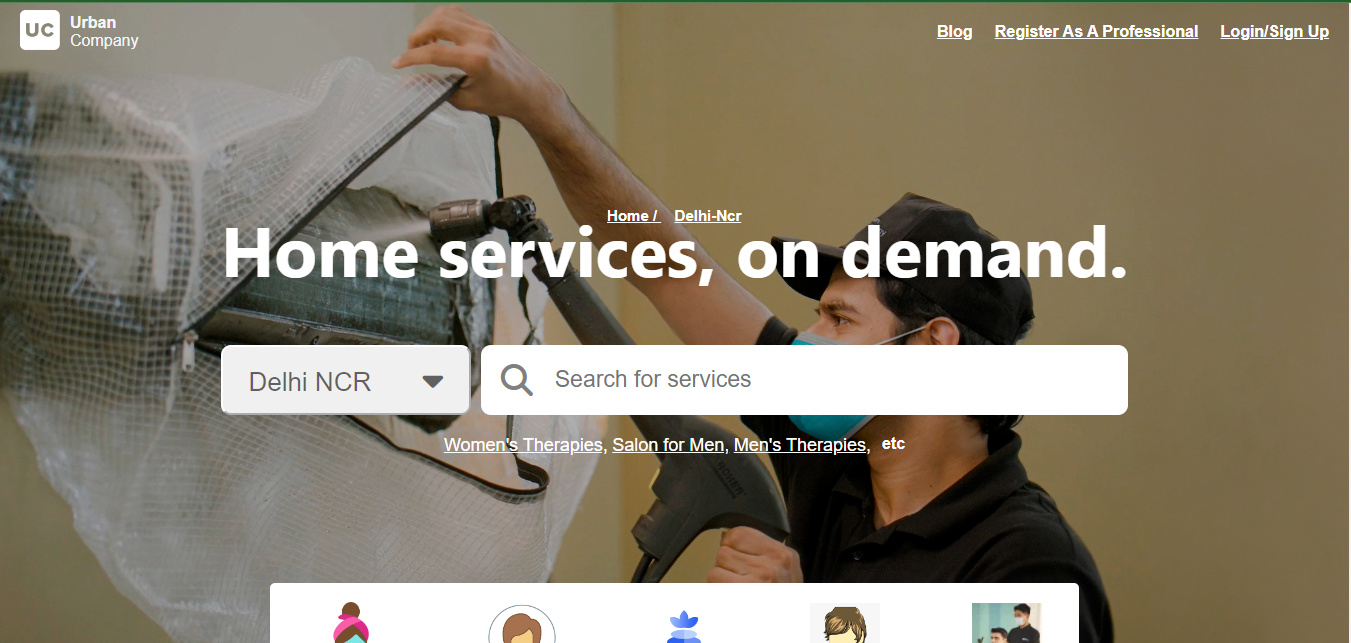 UC
Urban
Company
Blog Register As A Professional Login/Sign Up
Home / Delhi-Ncr
Home services, on demand.
Delhi NCR
Search for services
Women's Therapies, Salon for Men, Men's Therapies, etc